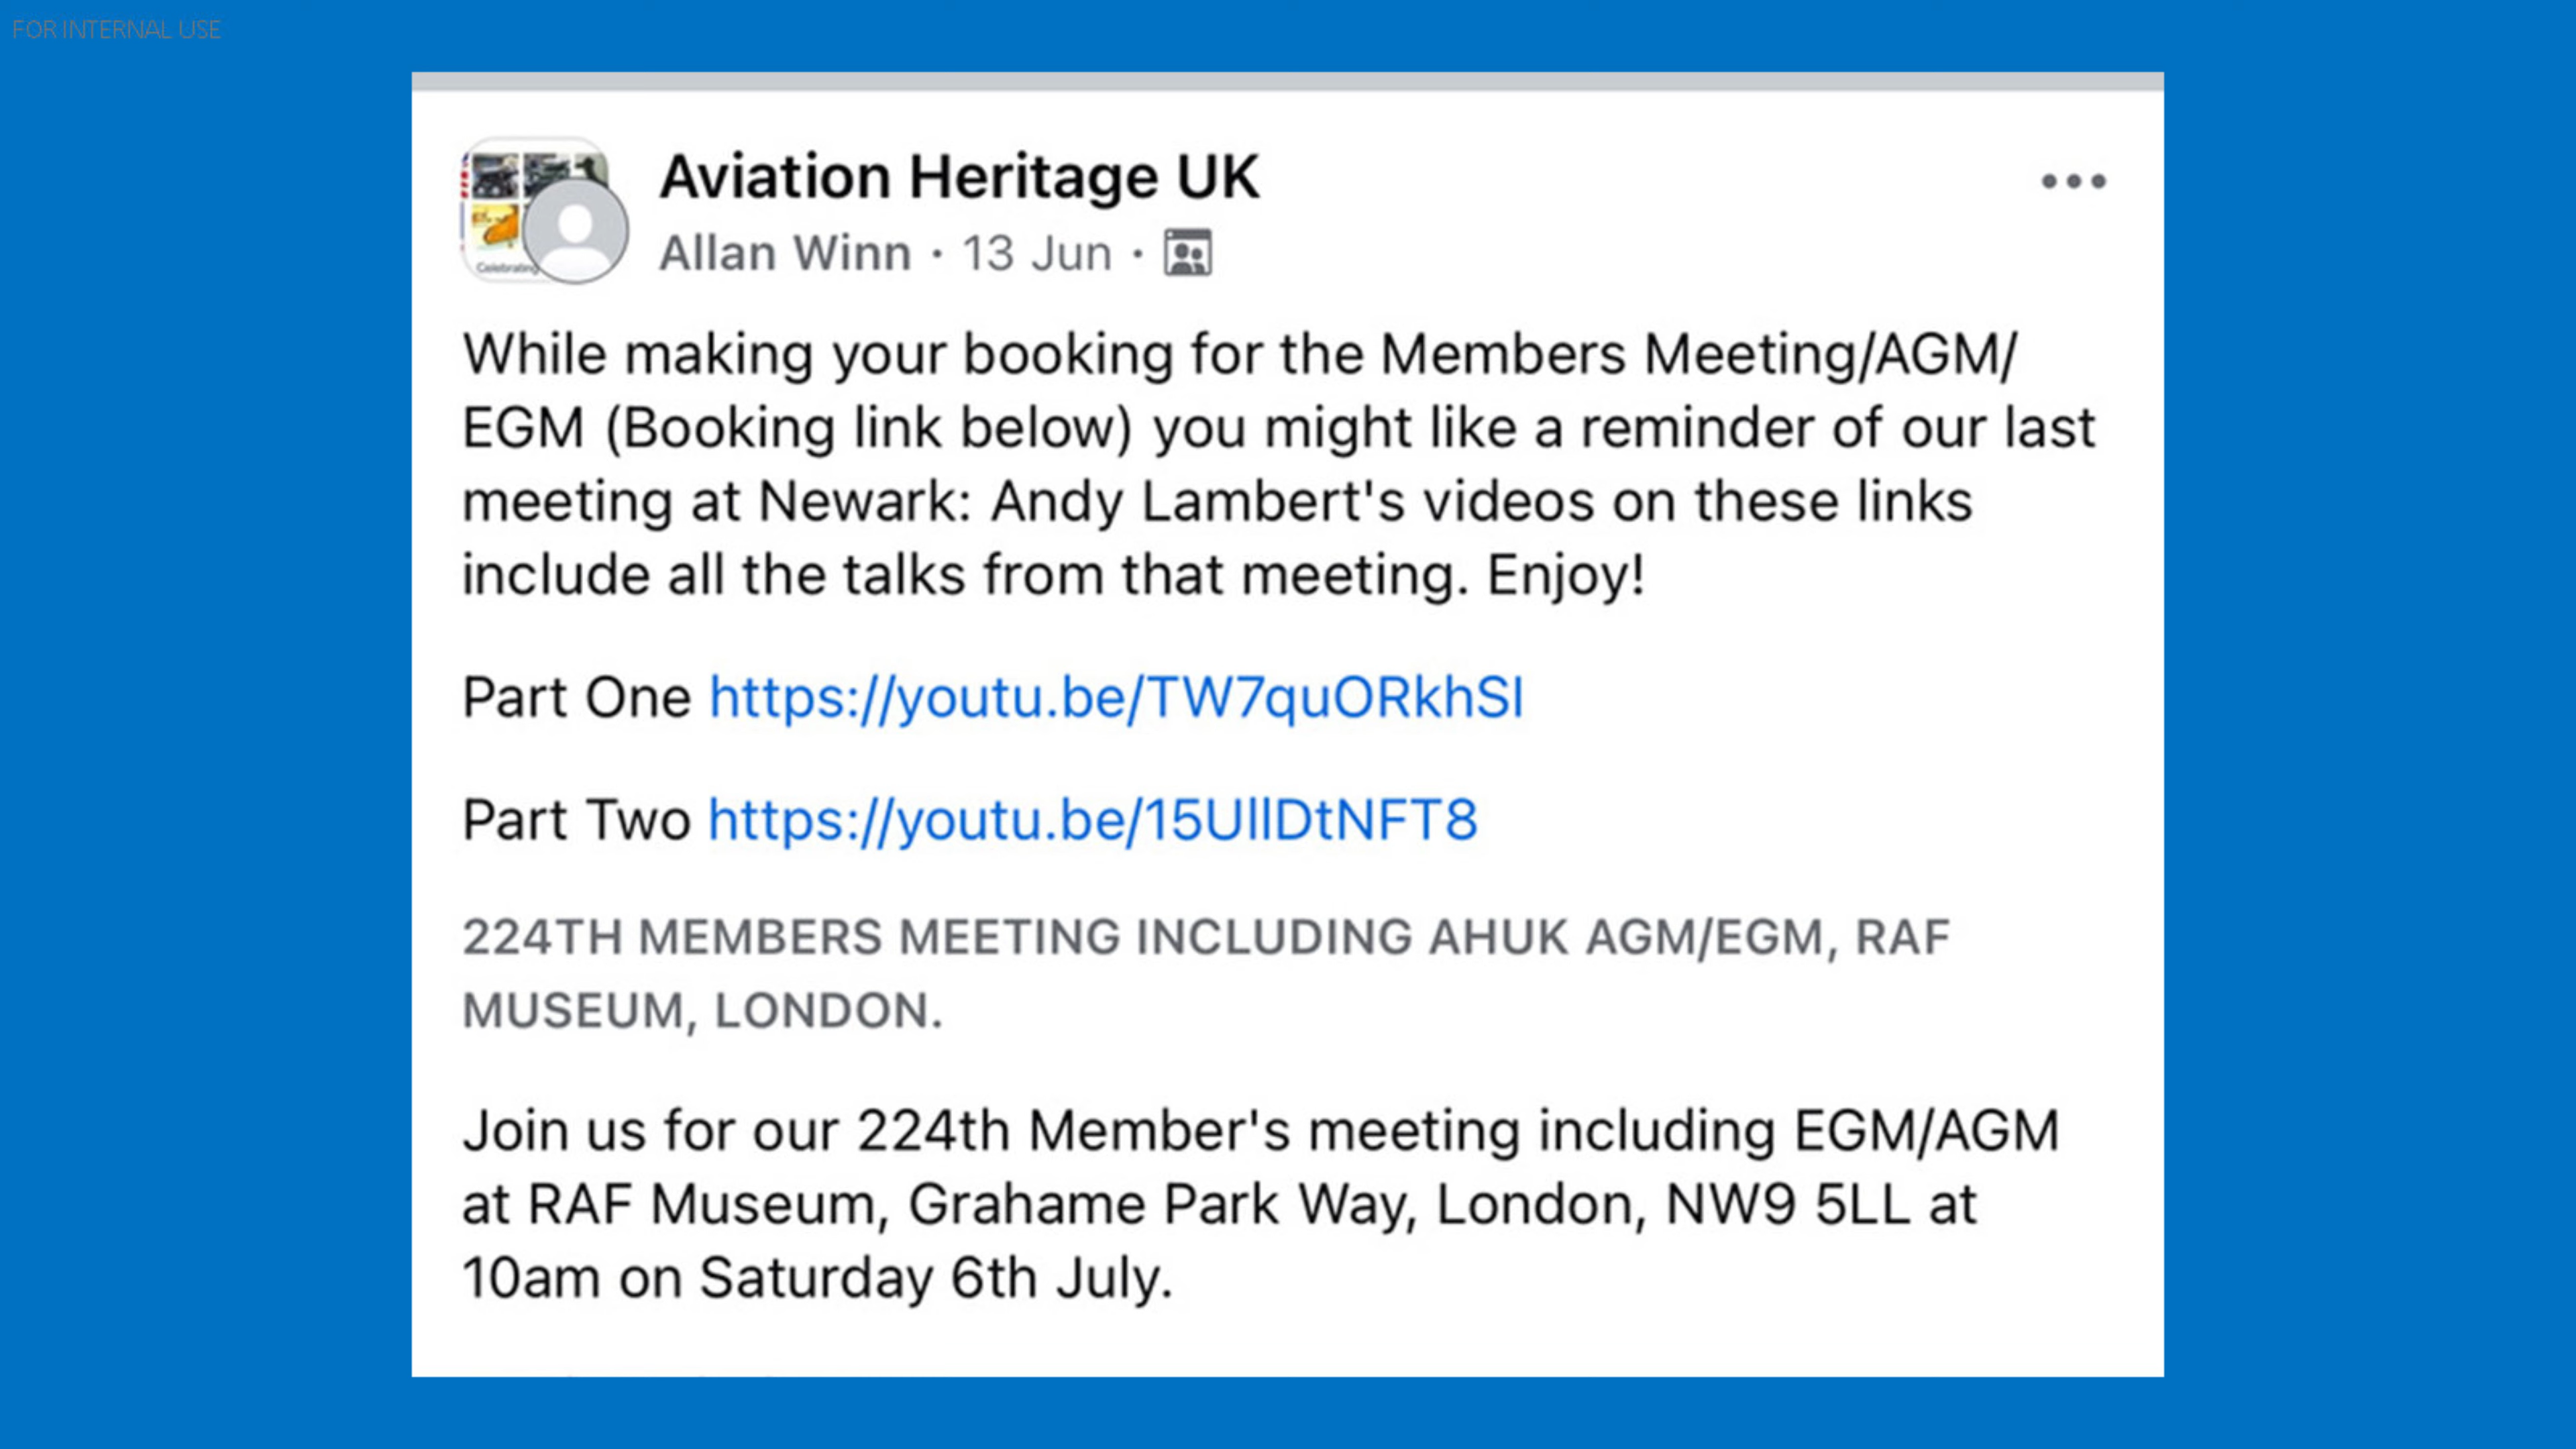 FOR INTERNAL USE
Aviation Heritage UK
Allan Winn · 13 Jun ·
Celebrating
While making your booking for the Members Meeting/AGM/
EGM (Booking link below) you might like a reminder of our last
meeting at Newark: Andy Lambert's videos on these links
include all the talks from that meeting. Enjoy!
Part One https://youtu.be/TW7quORkhSI
Part Two https://youtu.be/15UllDtNFT8
224TH MEMBERS MEETING INCLUDING AHUK AGM/EGM, RAF
MUSEUM, LONDON.
Join us for our 224th Member's meeting including EGM/AGM
at RAF Museum, Grahame Park Way, London, NW9 5LL at
10am on Saturday 6th July.